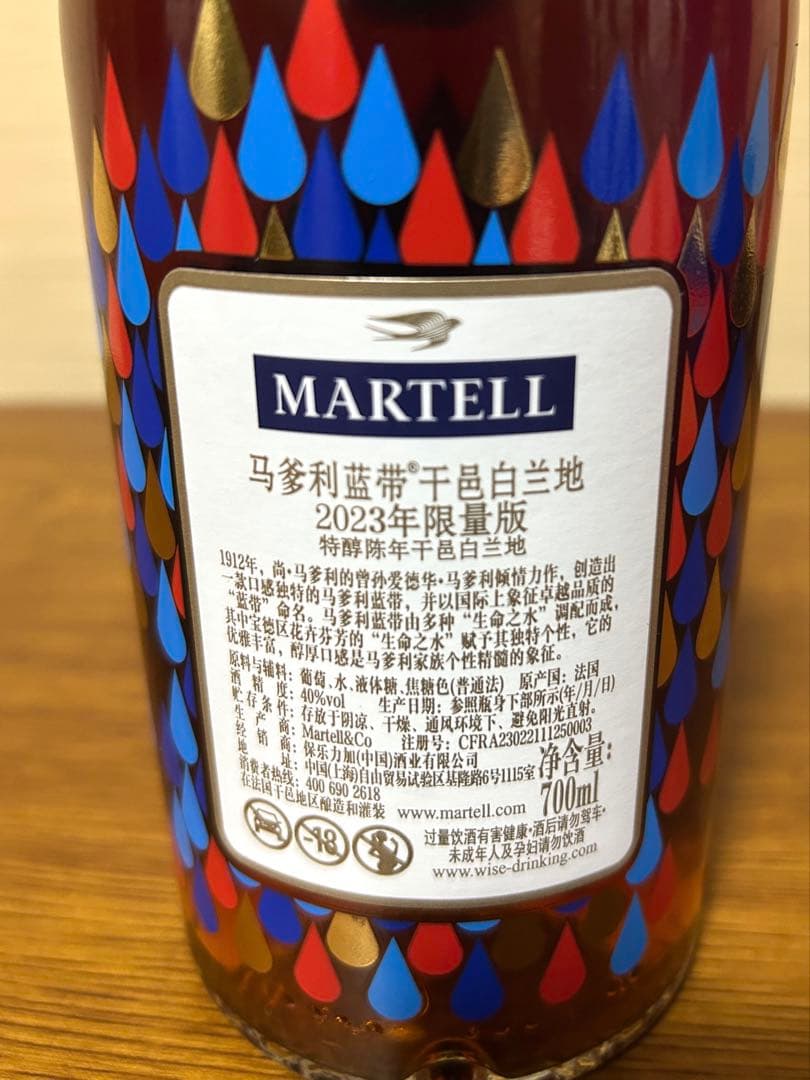 MARTELL
马爹利蓝带®干邑白兰地
2023年限量版
特醇陈年干邑白兰地
1912年，尚·马爹利的曾孙爱德华·马爹利倾情力作，创造出
一款口感独特的马爹利蓝带，并以国际上象征卓越品质的
“蓝带”命名。马爹利蓝带由多种“生命之水”调配而成，
其中宝德区花卉芬芳的“生命之水”赋予其独特个性，它的
优雅丰富，醇厚口感是马爹利家族个性精髓的象征。
原料与辅料: 葡萄、水、液体糖、焦糖色(普通法) 原产国: 法国
酒精度: 40%vol 生产日期: 参照瓶身下部所示(年/月/日)
贮存条件: 存放于阴凉、干燥、通风环境下、避免阳光直射。
生产商: Martell&Co 注册号: CFRA23022111250003
经销商: 保乐力加(中国)酒业有限公司
地址: 中国(上海)自由贸易试验区基隆路6号1115室
消费者热线: 400 690 2618
在法国干邑地区酿造和灌装 www.martell.com
净含量:
700ml
-18
过量饮酒有害健康·酒后请勿驾车·
未成年人及孕妇请勿饮酒
www.wise-drinking.com